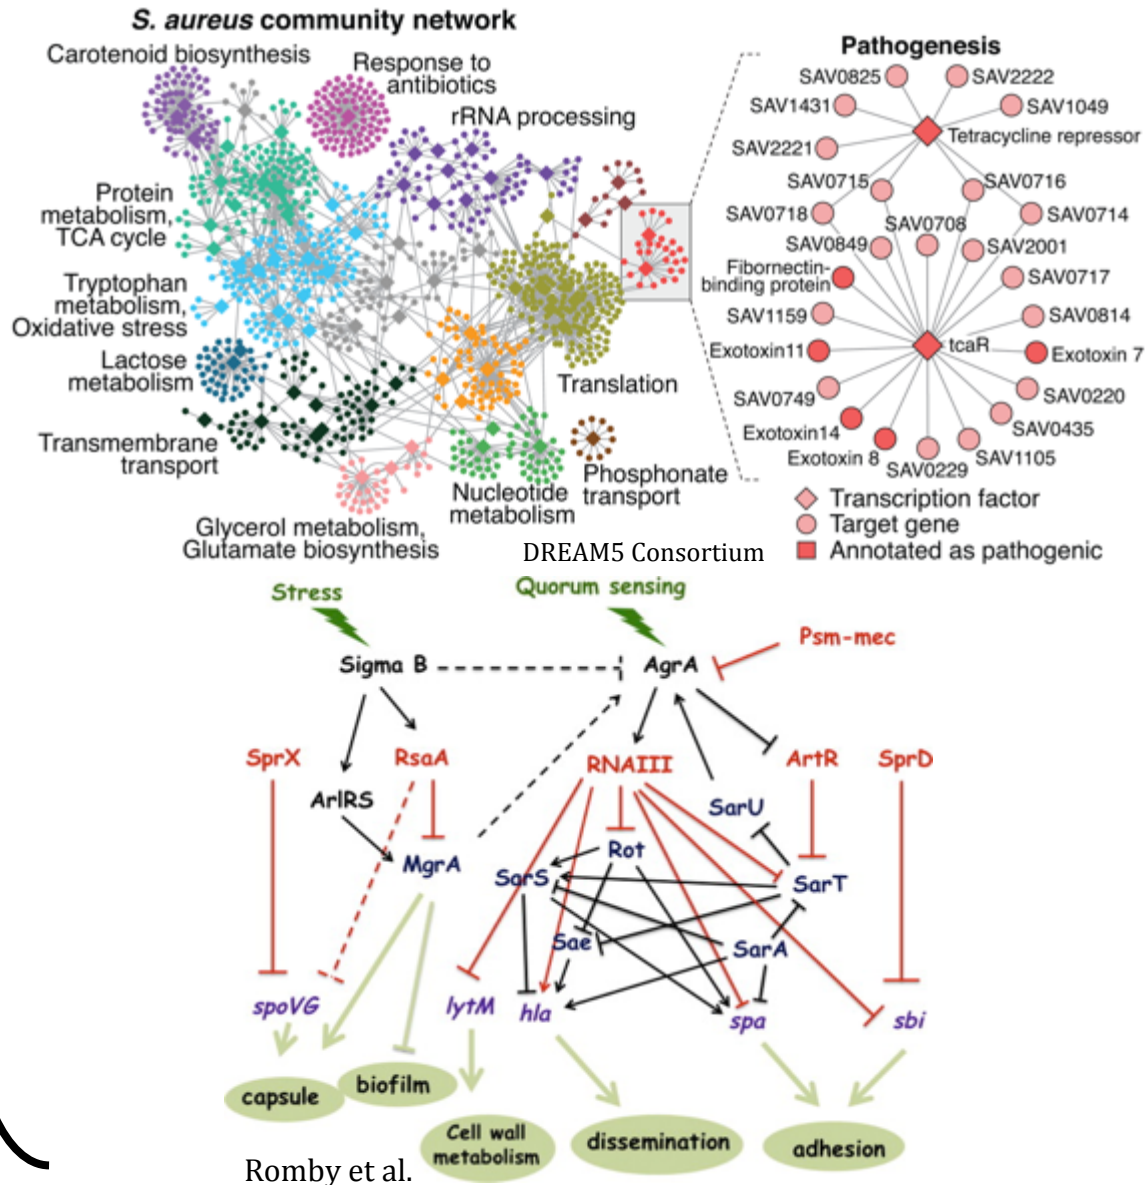 S. aureus community network
Carotenoid biosynthesis
Response to
antibiotics
rRNA processing
Protein
metabolism,
TCA cycle
Tryptophan
metabolism,
Oxidative stress
Lactose
metabolism
Transmembrane
transport
Glycerol metabolism,
Glutamate biosynthesis
Nucleotide
metabolism
Phosphonate
transport
Translation
Pathogenesis
SAV0825
SAV2222
SAV1431
SAV1049
Tetracycline repressor
SAV2221
SAV0715
SAV0716
SAV0718
SAV0708
SAV0714
SAV0849
SAV2001
Fibornectin-
binding protein
SAV0717
SAV1159
SAV0814
Exotoxin11
tcaR
Exotoxin 7
SAV0749
SAV0220
Exotoxin14
SAV0435
Exotoxin 8
SAV0229
SAV1105
Transcription factor
Target gene
Annotated as pathogenic
DREAM5 Consortium
Stress
Quorum sensing
Psm-mec
Sigma B
AgrA
SprX
RsaA
RNAIII
ArtR
SprD
ArlRS
SarU
MgrA
Rot
SarS
SarT
Sae
SarA
spoVG
lytM
hla
spa
sbi
capsule
biofilm
Cell wall
metabolism
dissemination
adhesion
Romby et al.